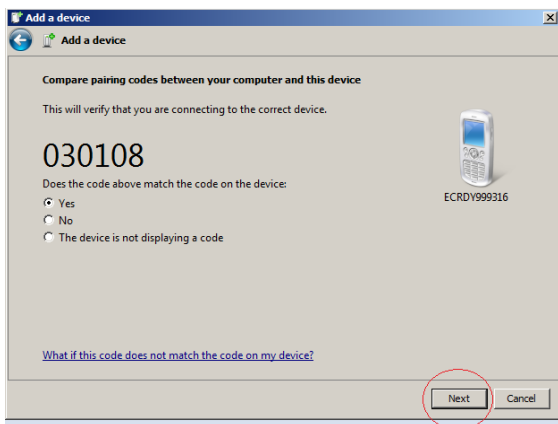 Add a device
Add a device
Compare pairing codes between your computer and this device
This will verify that you are connecting to the correct device.
030108
Does the code above match the code on the device:
ECRDY999316
Yes
No
The device is not displaying a code
What if this code does not match the code on my device?
Next Cancel